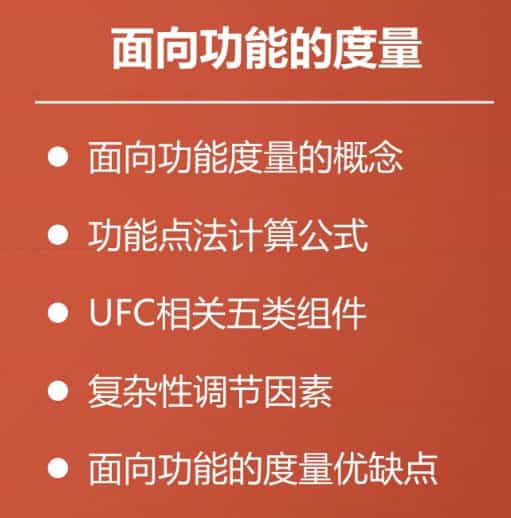 面向功能的度量
面向功能度量的概念
功能点法计算公式
UFC相关五类组件
复杂性调节因素
面向功能的度量优缺点